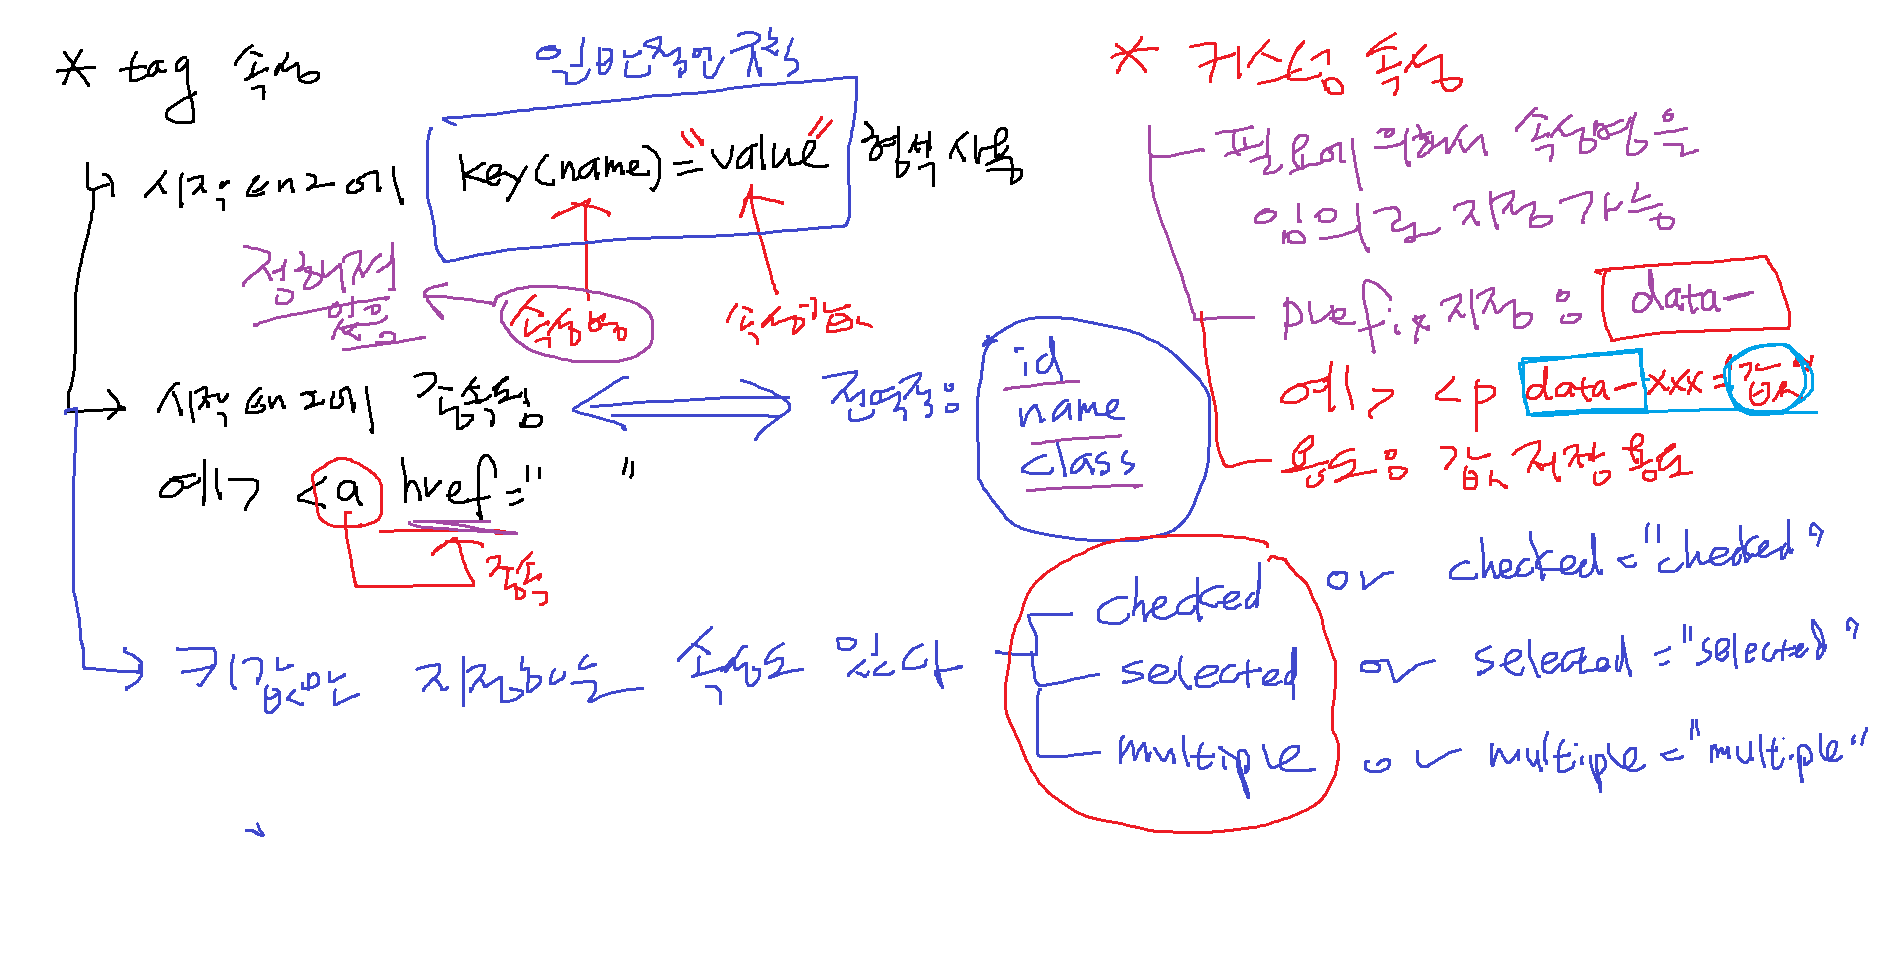 * tag 속성
일반적인 규칙
시작 태그에 key(name)="value" 형식 사용
정해져
있음
속성명
속성값
시작 태그에 종속됨
전역적:
id
name
class
예> <a href=" "
종속
키값만 지정하는 속성도 있다
checked or checked="checked"
selected or selected="selected"
multiple or multiple="multiple"
* 커스텀 속성
필요에 의해서 속성명을
임의로 지정 가능
prefix 지정 : data-
예> <p data-xxx="값"
용도: 값 저장 용도